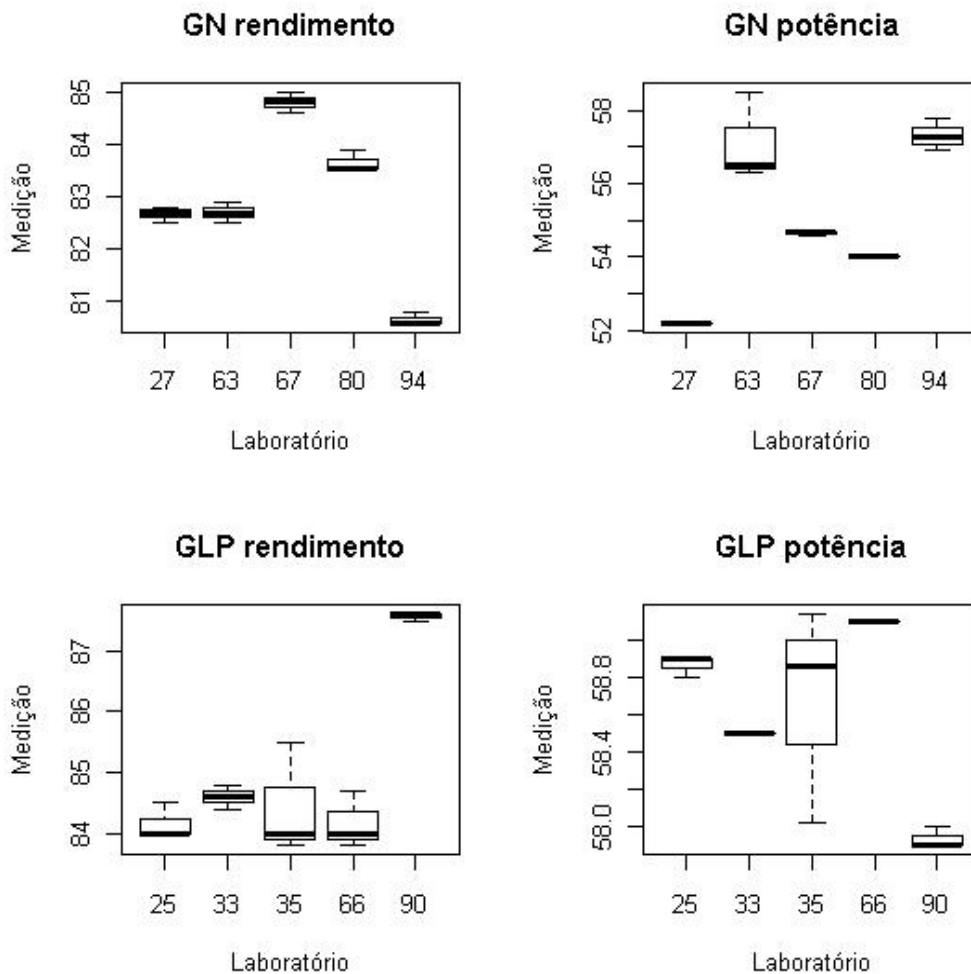 GN rendimento
Medição
85
84
83
82
81
27 63 67 80 94
Laboratório
GN potência
Medição
58
56
54
52
27 63 67 80 94
Laboratório
GLP rendimento
Medição
87
86
85
84
25 33 35 66 90
Laboratório
GLP potência
Medição
58.8
58.4
58.0
25 33 35 66 90
Laboratório